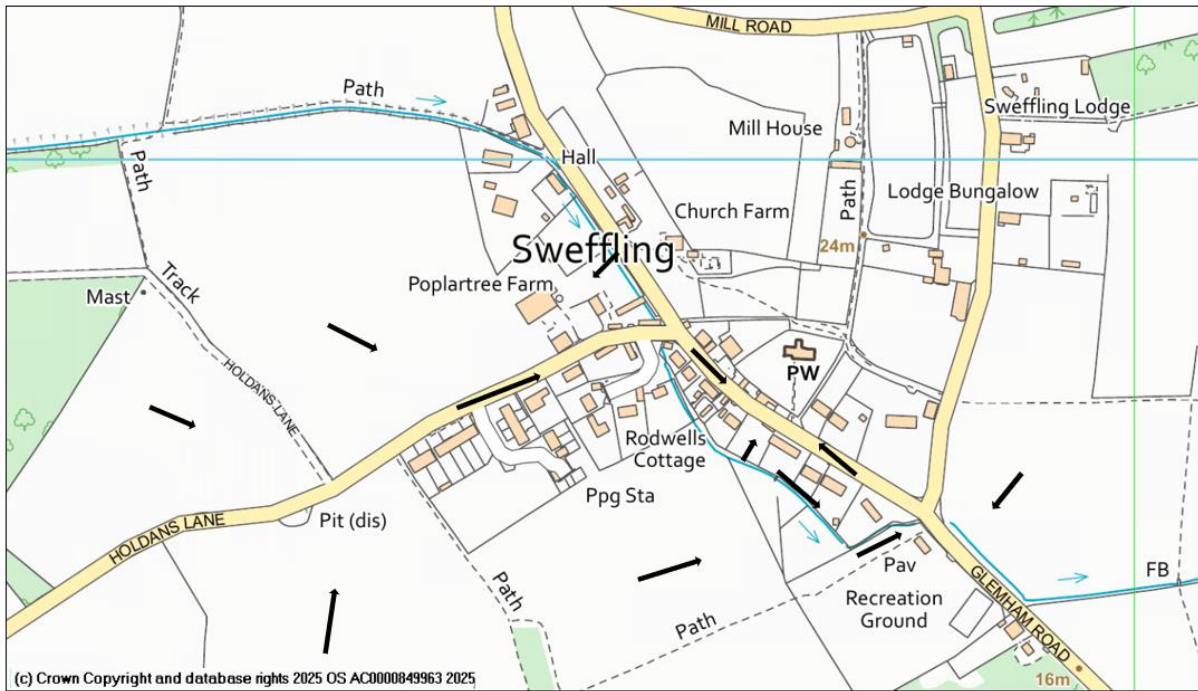 MILL ROAD
Path
Sweffling Lodge
Mill House
Hall
Path
Lodge Bungalow
Path
Church Farm
24m
Sweffling
Track
Poplartree Farm
Mast
HOLDANS LANE
PW
Rodwells
Cottage
Ppg Sta
Pit (dis)
HOLDANS LANE
FB
Pav
Path
GLEMHAM ROAD
Recreation
Ground
Path
16m
(c) Crown Copyright and database rights 2025 OS AC0000849963 2025